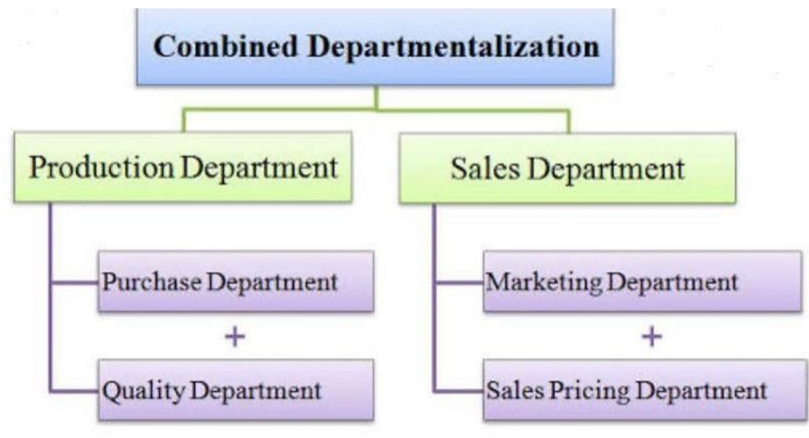 Combined Departmentalization
Production Department
Sales Department
Purchase Department
+
Quality Department
Marketing Department
+
Sales Pricing Department